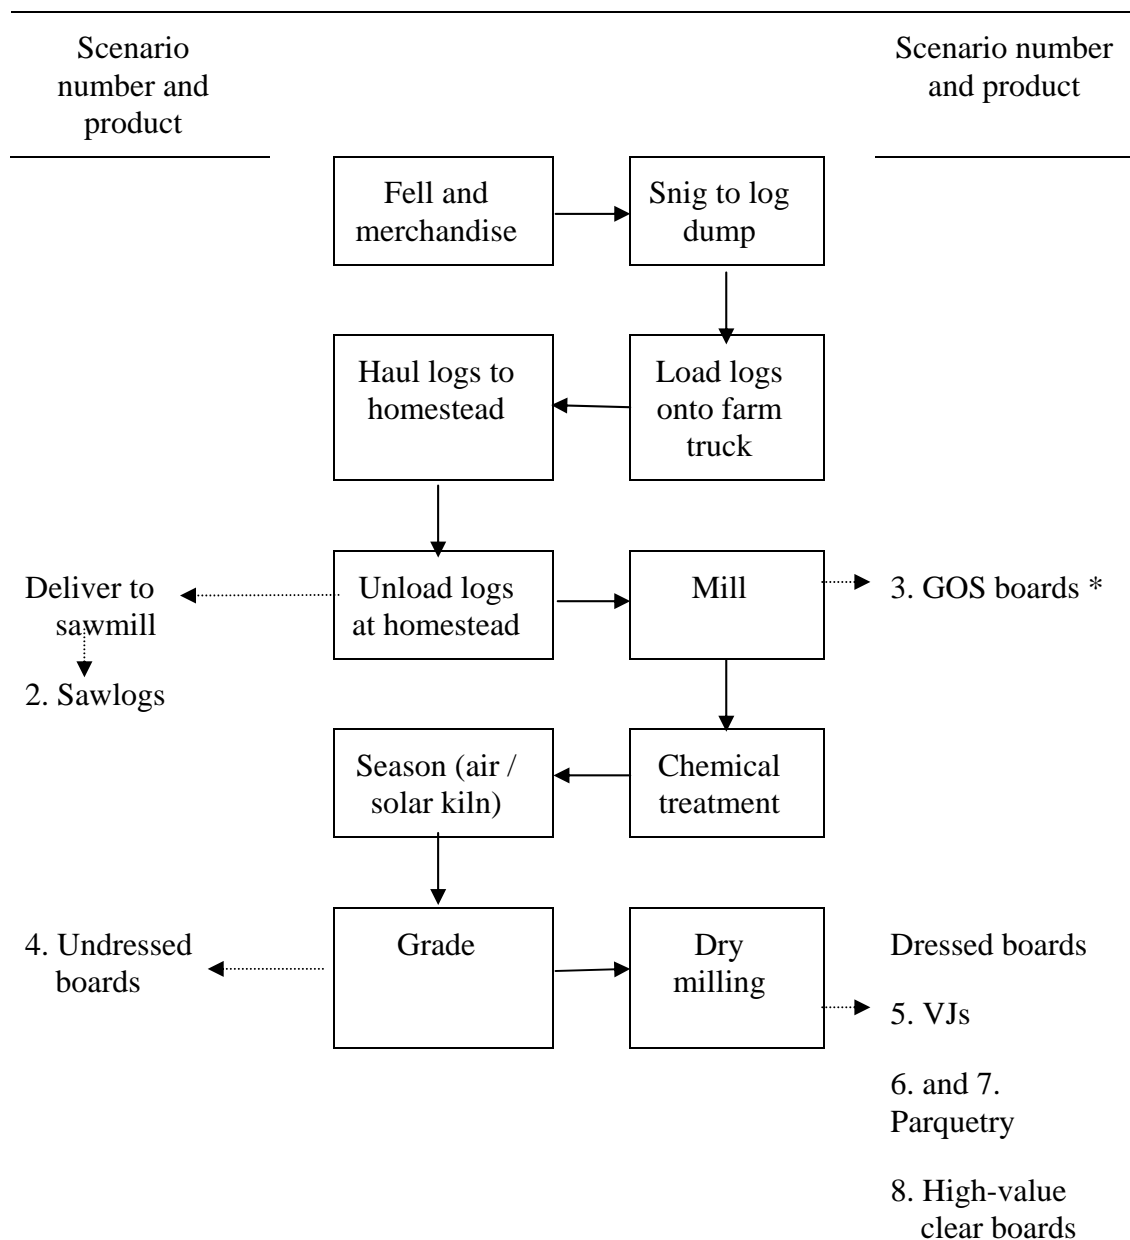 Scenario
number and
product
Scenario number
and product
Fell and
merchandise
Snig to log
dump
Haul logs to
homestead
Load logs
onto farm
truck
Deliver to
sawmill
Unload logs
at homestead
Mill
3. GOS boards *
2. Sawlogs
Season (air /
solar kiln)
Chemical
treatment
4. Undressed
boards
Grade
Dry
milling
Dressed boards
5. VJs
6. and 7.
Parquetry
8. High-value
clear boards